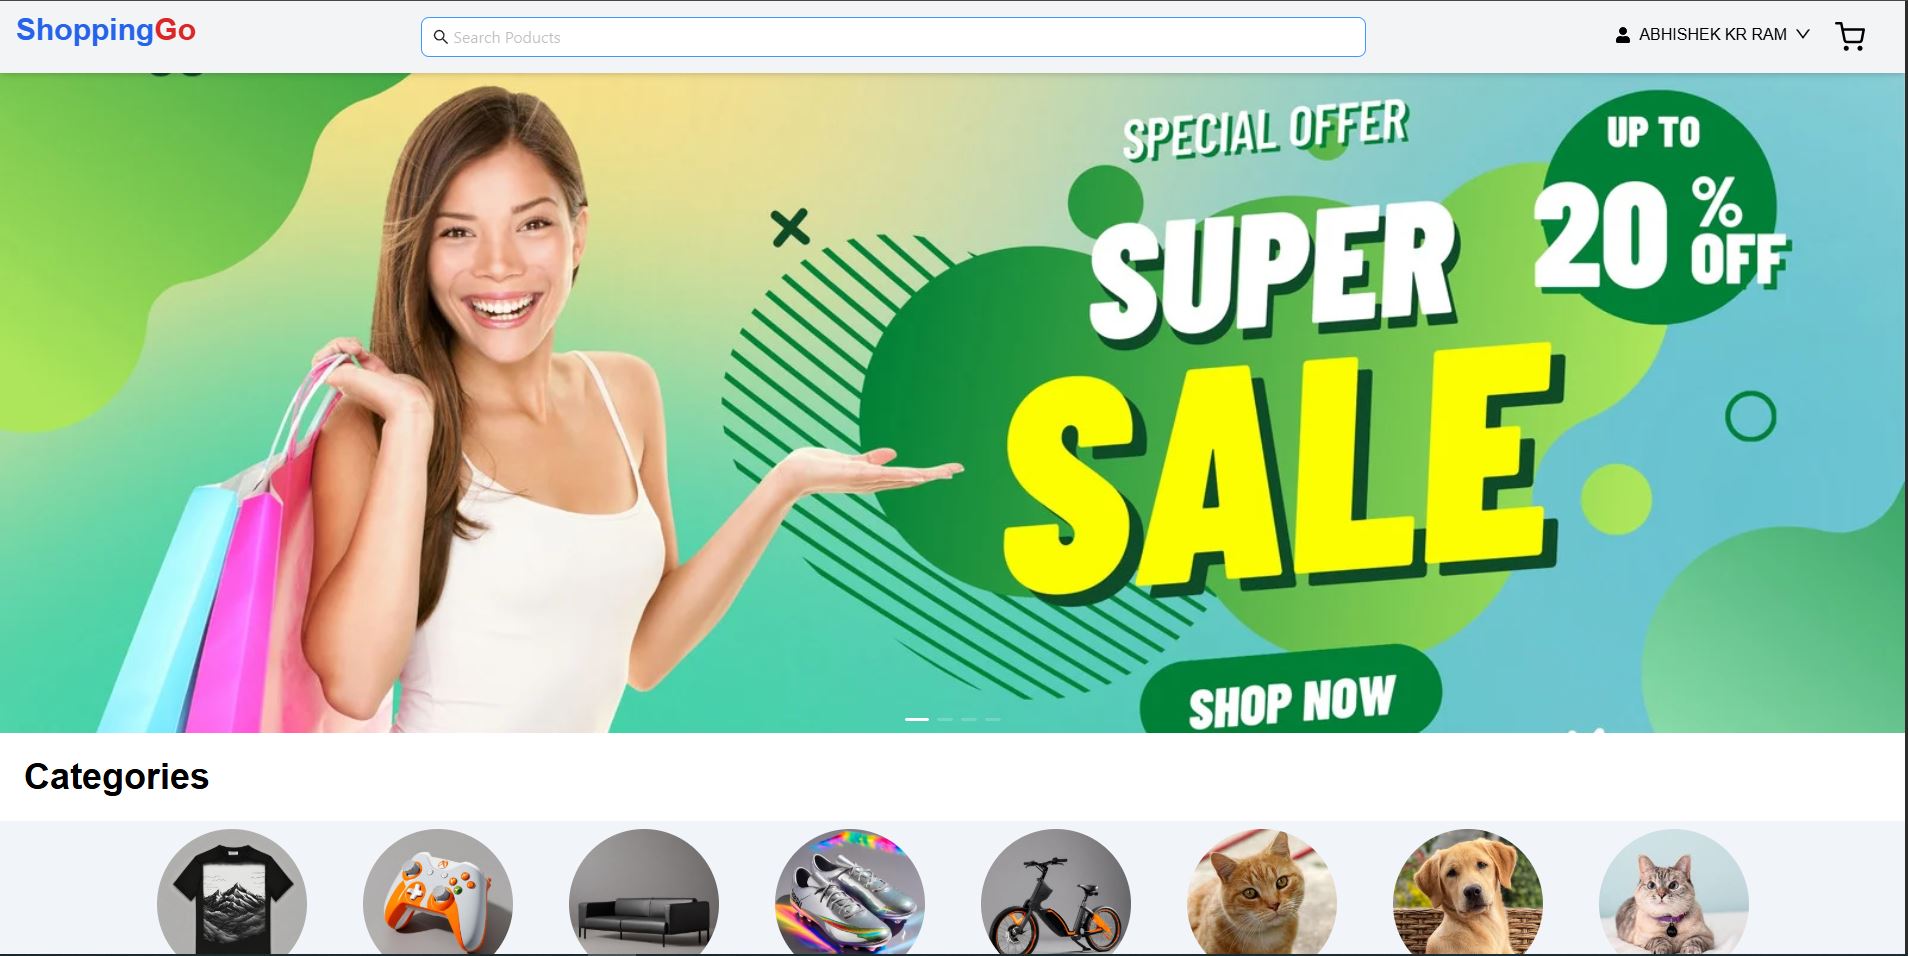 ShoppingGo
Search Poducts
ABHISHEK KR RAM
SPECIAL OFFER
SUPER
SALE
UP TO
20 % OFF
SHOP NOW
Categories